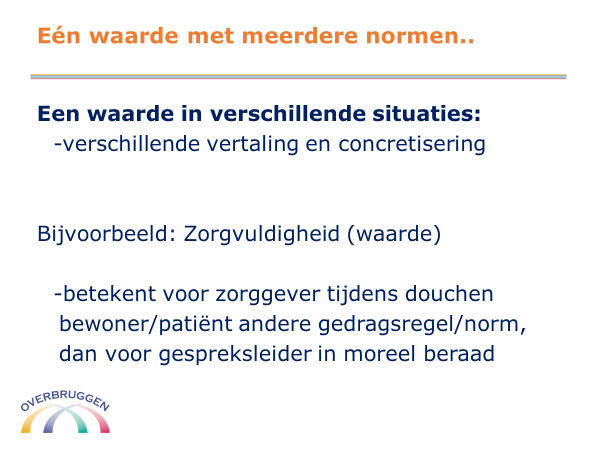 Eén waarde met meerdere normen..
Een waarde in verschillende situaties:
-verschillende vertaling en concretisering
Bijvoorbeeld: Zorgvuldigheid (waarde)
-betekent voor zorggever tijdens douchen
bewoner/patiënt andere gedragsregel/norm,
dan voor gespreksleider in moreel beraad
OVERBRUGGEN